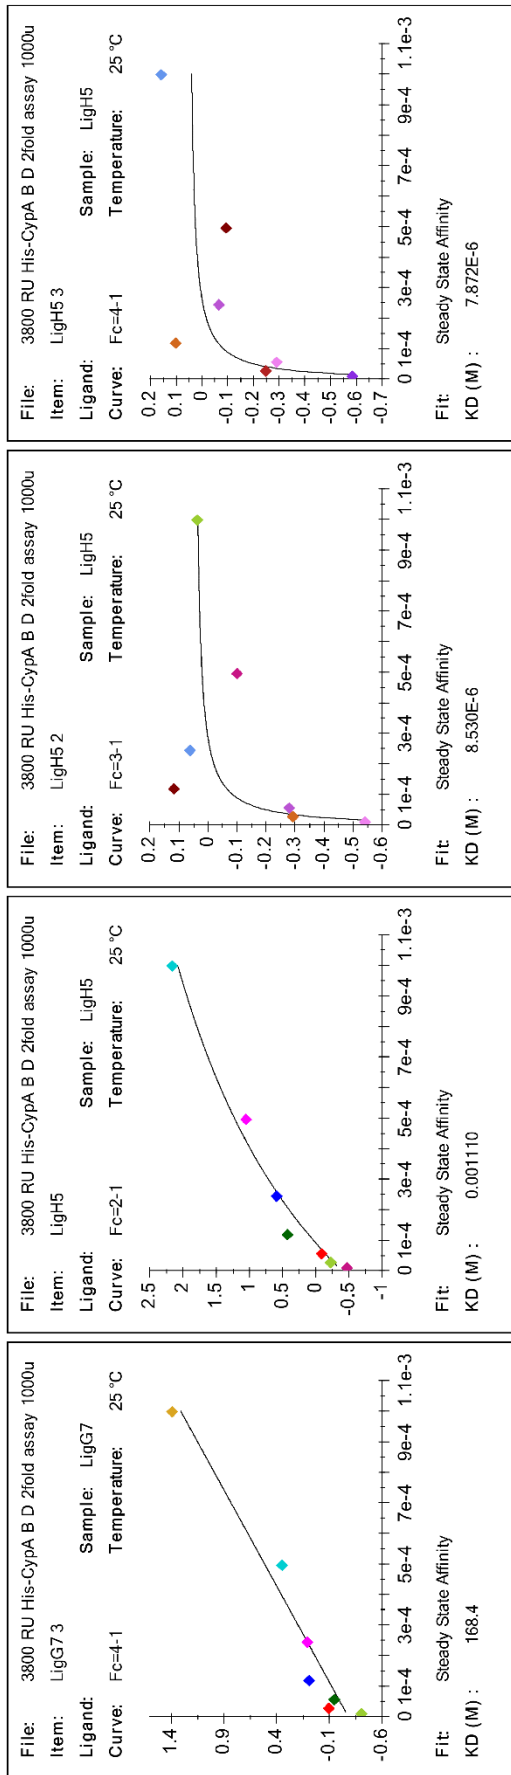 File: 3800 RU His-CypA B D 2fold assay 1000u
Item: LigG7 3
Ligand: Sample: LigG7
Curve: Fc=4-1 Temperature: 25 °C
1.4
0.9
0.4
-0.1
-0.6
0 1e-4 3e-4 5e-4 7e-4 9e-4 1.1e-3
Fit: Steady State Affinity
KD (M) : 168.4
File: 3800 RU His-CypA B D 2fold assay 1000u
Item: LigH5
Ligand: Sample: LigH5
Curve: Fc=2-1 Temperature: 25 °C
2.5
2
1.5
1
0.5
0
-0.5
-1
0 1e-4 3e-4 5e-4 7e-4 9e-4 1.1e-3
Fit: Steady State Affinity
KD (M) : 0.001110
File: 3800 RU His-CypA B D 2fold assay 1000u
Item: LigH5 2
Ligand: Sample: LigH5
Curve: Fc=3-1 Temperature: 25 °C
0.2
0.1
0
-0.1
-0.2
-0.3
-0.4
-0.5
-0.6
0 1e-4 3e-4 5e-4 7e-4 9e-4 1.1e-3
Fit: Steady State Affinity
KD (M) : 8.530E-6
File: 3800 RU His-CypA B D 2fold assay 1000u
Item: LigH5 3
Ligand: Sample: LigH5
Curve: Fc=4-1 Temperature: 25 °C
0.2
0.1
0
-0.1
-0.2
-0.3
-0.4
-0.5
-0.6
-0.7
0 1e-4 3e-4 5e-4 7e-4 9e-4 1.1e-3
Fit: Steady State Affinity
KD (M) : 7.872E-6